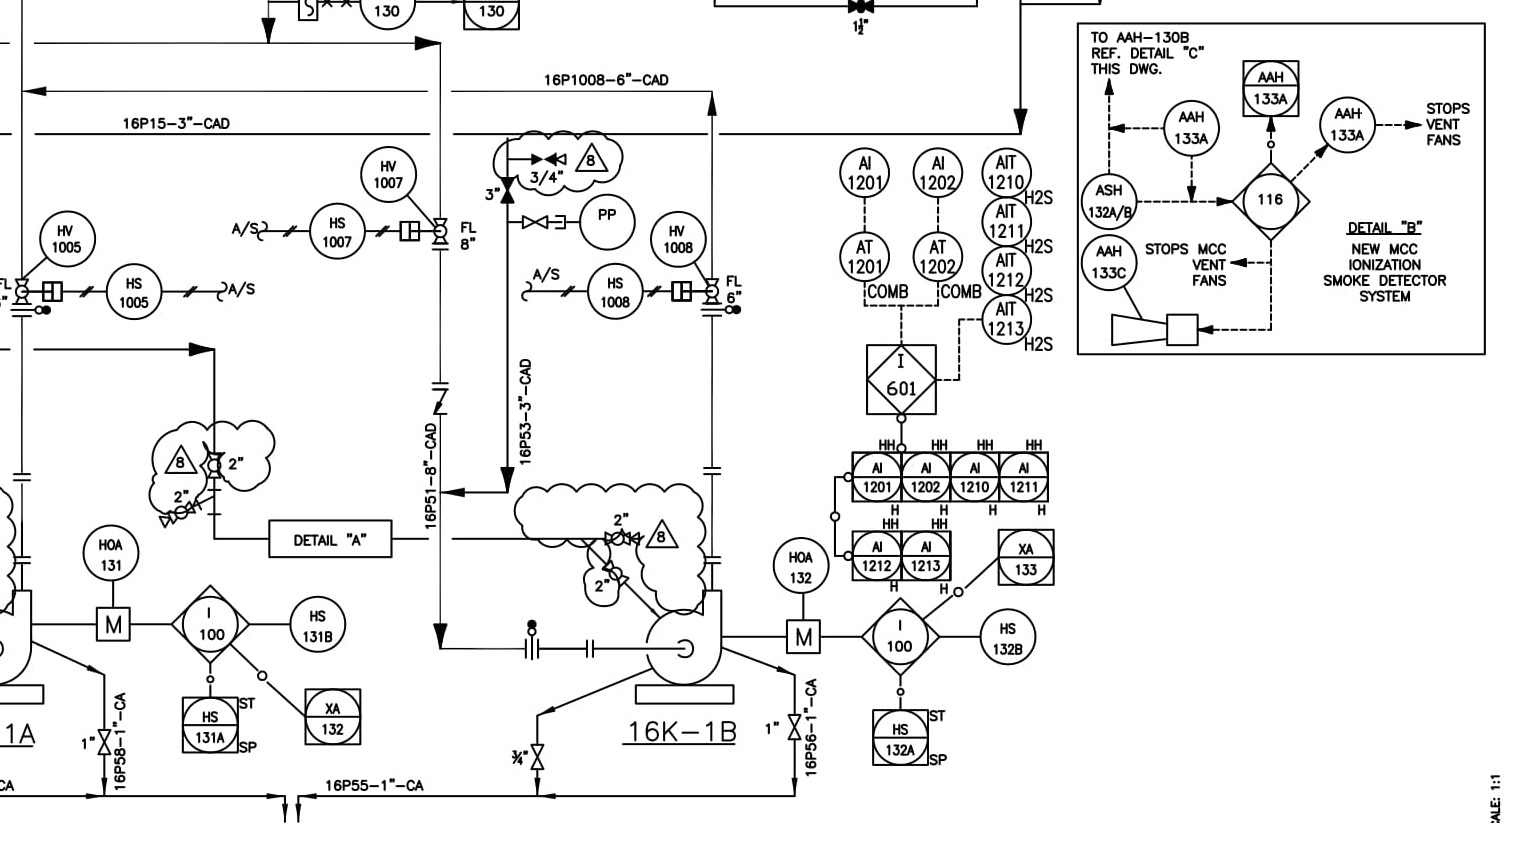 130
130
1½"
16P1008-6"-CAD
16P15-3"-CAD
TO AAH-130B
REF. DETAIL "C"
THIS DWG.
AAH
133A
AAH
133A
AAH
133A
STOPS
VENT
FANS
ASH
132A/B
116
AAH
133C
STOPS MCC
VENT
FANS
DETAIL "B"
NEW MCC
IONIZATION
SMOKE DETECTOR
SYSTEM
HV
1007
8
3/4"
3"
PP
A/S
HS
1007
FL
8"
HV
1005
HV
1008
FL
HS
1005
A/S
A/S
HS
1008
FL
6"
AI
1201
AI
1202
AIT
1210
H2S
AIT
1211
H2S
AT
1201
AT
1202
AIT
1212
H2S
COMB
COMB
AIT
1213
H2S
I
601
16P53-3"-CAD
16P51-8"-CAD
8
2"
2"
DETAIL "A"
2"
8
2"
HH
HH
HH
HH
AI
1201
AI
1202
AI
1210
AI
1211
H
H
H
H
HH
HH
AI
1212
AI
1213
H
H
XA
133
HOA
131
M
I
100
HS
131B
HS
131A
ST
SP
XA
132
HOA
132
M
I
100
HS
132B
HS
132A
ST
SP
1A
16K-1B
1"
16P58-1"-CA
¾"
1"
16P56-1"-CA
CA
16P55-1"-CA
ALE: 1:1